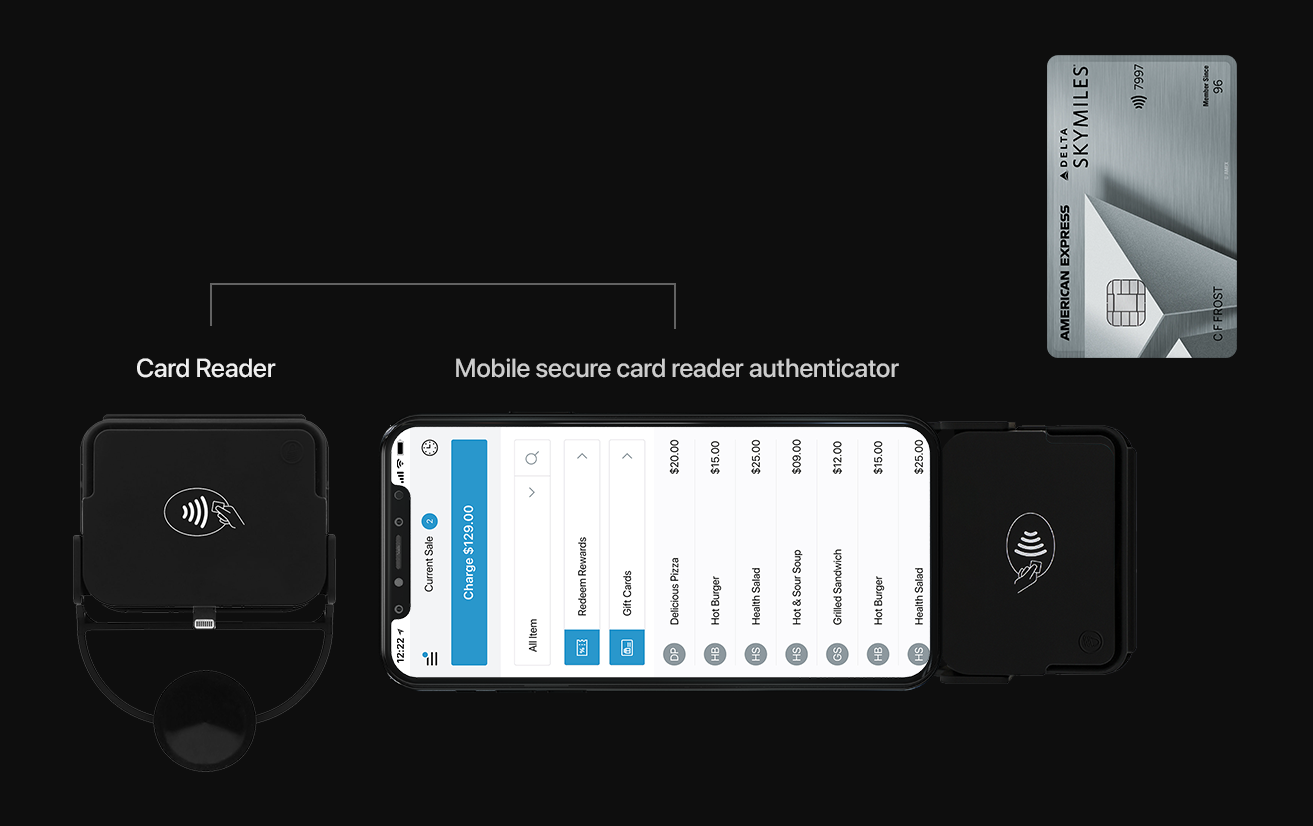 AMERICAN EXPRESS
DELTA
SKYMILES
7997
Member Since
96
C F FROST
Card Reader
Mobile secure card reader authenticator
12:22
Current Sale 2
Charge $129.00
All Item
Redeem Rewards
Gift Cards
DP Delicious Pizza $20.00
HB Hot Burger $15.00
HS Health Salad $25.00
HS Hot & Sour Soup $09.00
GS Grilled Sandwich $12.00
HB Hot Burger $15.00
HS Health Salad $25.00